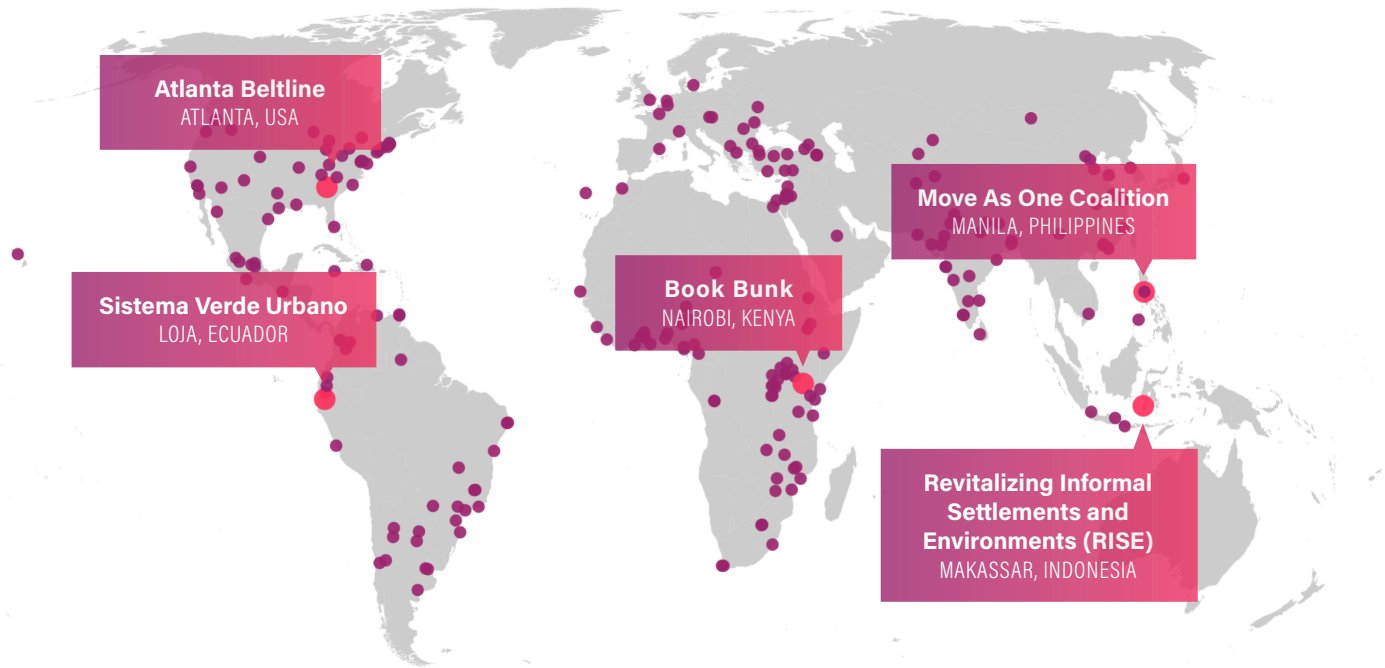 Atlanta Beltline
ATLANTA, USA
Move As One Coalition
MANILA, PHILIPPINES
Book Bunk
NAIROBI, KENYA
Sistema Verde Urbano
LOJA, ECUADOR
Revitalizing Informal
Settlements and
Environments (RISE)
MAKASSAR, INDONESIA